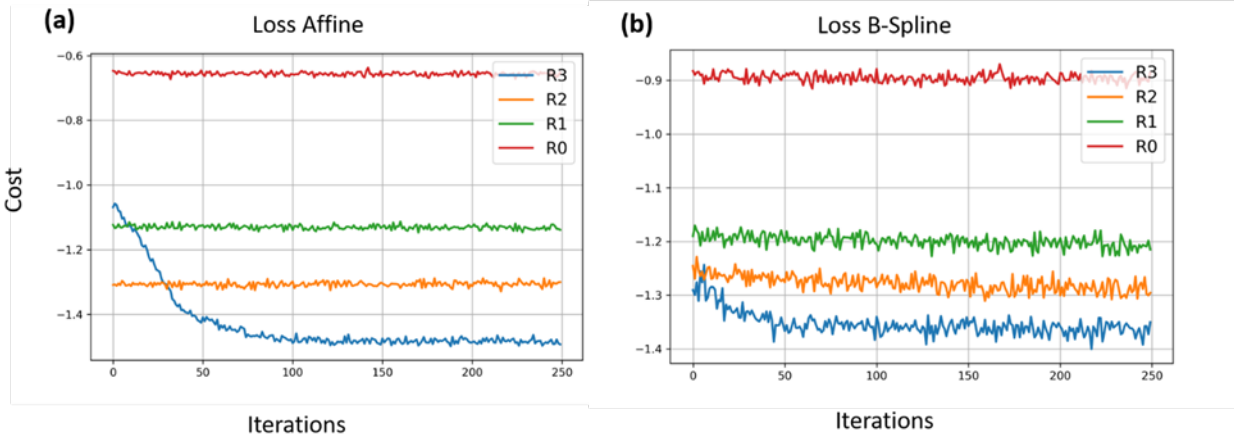 (a)
Loss Affine
−0.6
−0.8
−1.0
−1.2
−1.4
0
50
100
150
200
250
R3
R2
R1
R0
Cost
Iterations
(b)
Loss B-Spline
−0.9
−1.0
−1.1
−1.2
−1.3
−1.4
0
50
100
150
200
250
R3
R2
R1
R0
Iterations